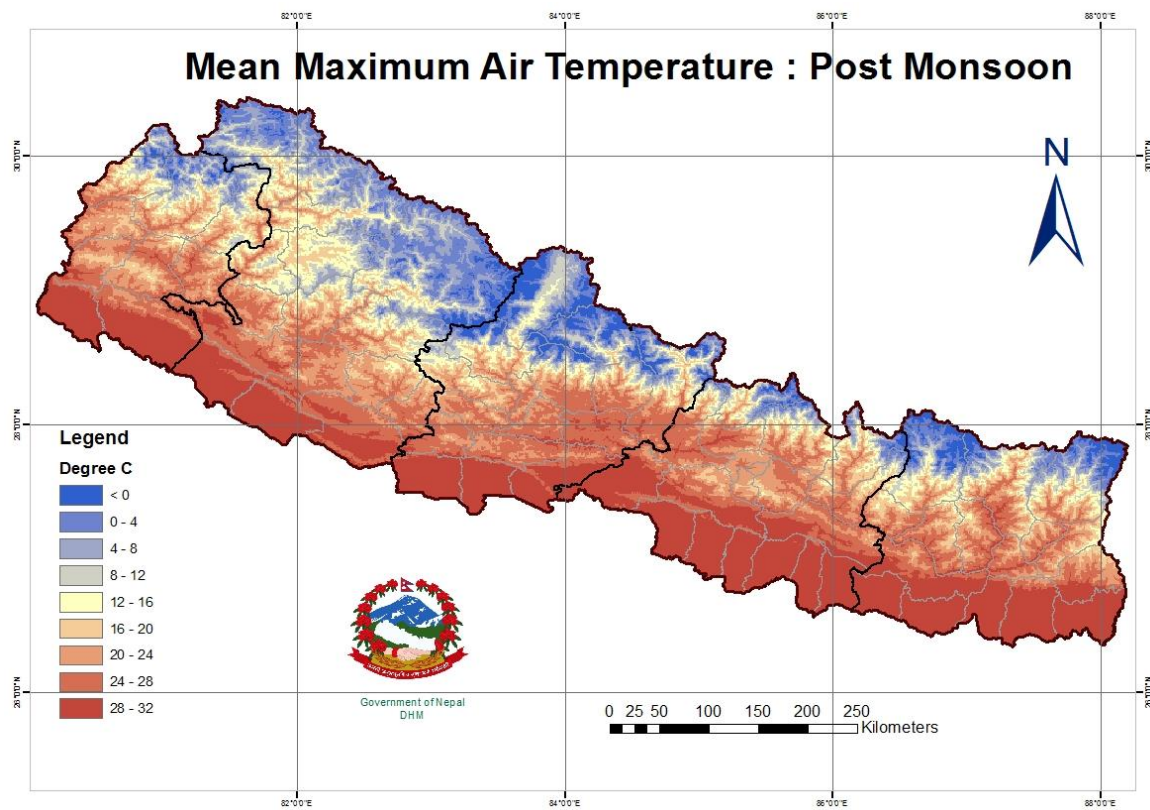 82°0'0"E 84°0'0"E 86°0'0"E 88°0'0"E
Mean Maximum Air Temperature : Post Monsoon
N
30°0'0"N 30°0'0"N
28°0'0"N 28°0'0"N
Legend
Degree C
< 0
0 - 4
4 - 8
8 - 12
12 - 16
16 - 20
20 - 24
24 - 28
28 - 32
Government of Nepal
DHM
26°0'0"N 26°0'0"N
0 25 50 100 150 200 250
Kilometers
82°0'0"E 84°0'0"E 86°0'0"E 88°0'0"E